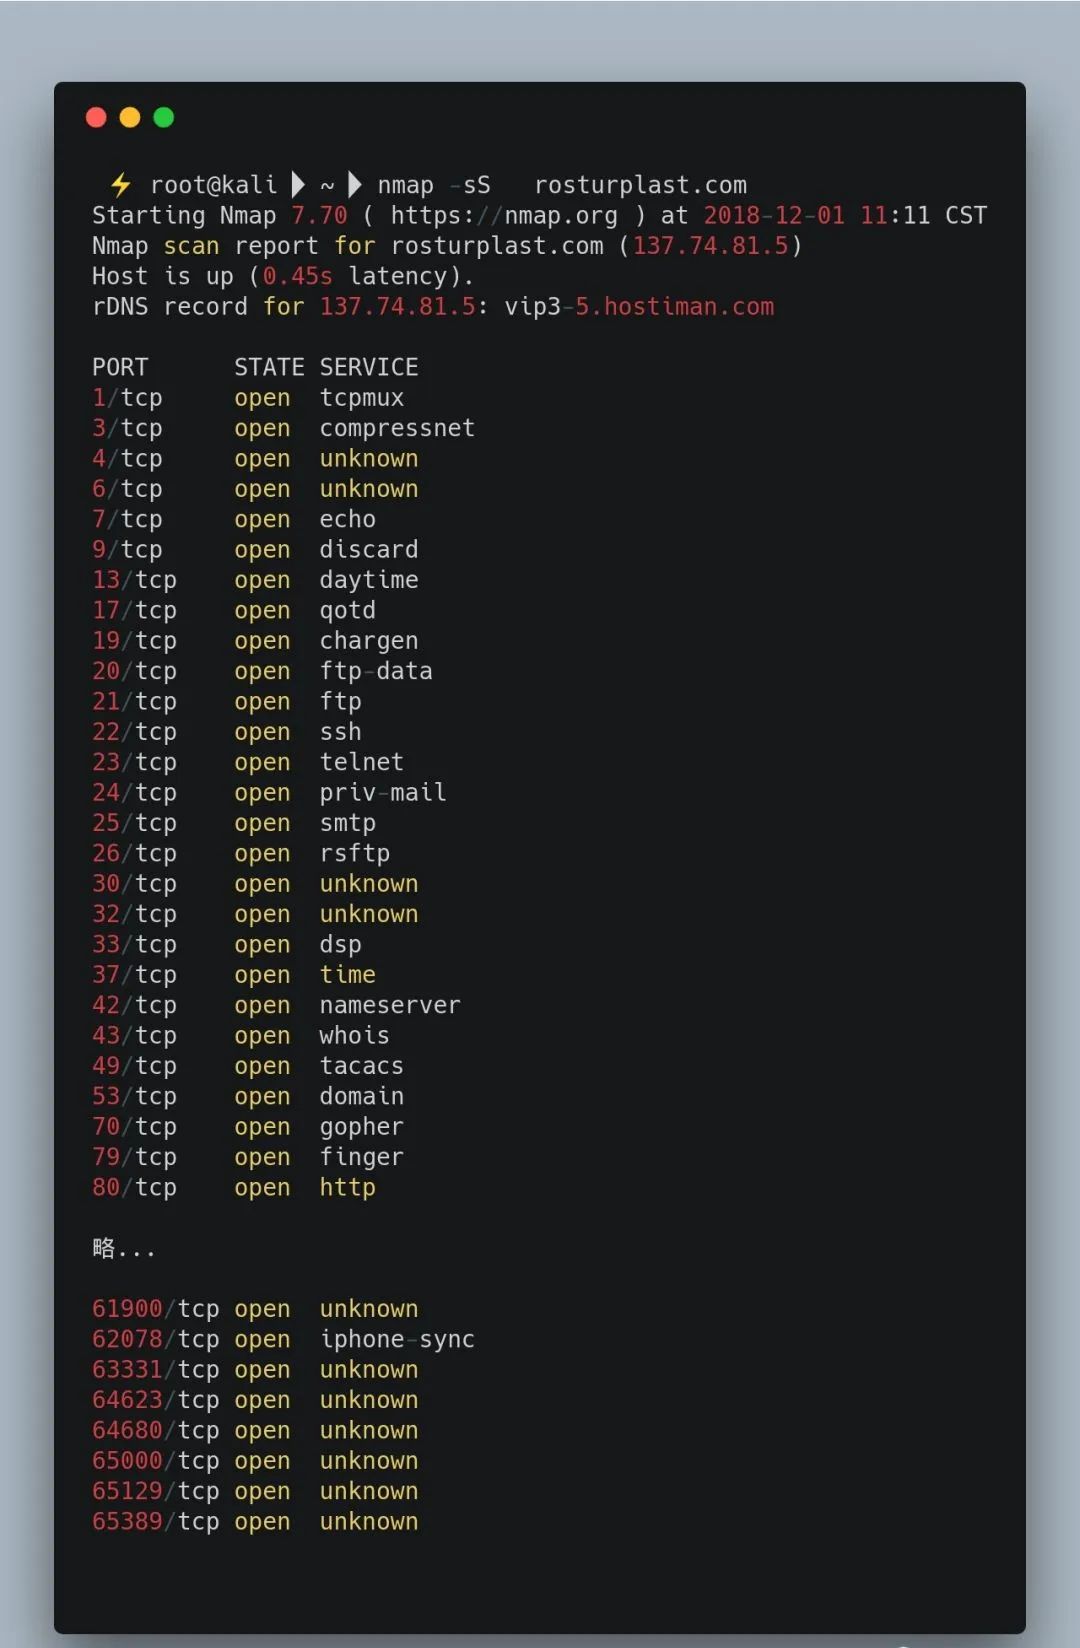 ⚡ root@kali ▶ ~ ▶ nmap -sS rosturplast.com
Starting Nmap 7.70 ( https://nmap.org ) at 2018-12-01 11:11 CST
Nmap scan report for rosturplast.com (137.74.81.5)
Host is up (0.45s latency).
rDNS record for 137.74.81.5: vip3-5.hostiman.com
PORT STATE SERVICE
1/tcp open tcpmux
3/tcp open compressnet
4/tcp open unknown
6/tcp open unknown
7/tcp open echo
9/tcp open discard
13/tcp open daytime
17/tcp open qotd
19/tcp open chargen
20/tcp open ftp-data
21/tcp open ftp
22/tcp open ssh
23/tcp open telnet
24/tcp open priv-mail
25/tcp open smtp
26/tcp open rsftp
30/tcp open unknown
32/tcp open unknown
33/tcp open dsp
37/tcp open time
42/tcp open nameserver
43/tcp open whois
49/tcp open tacacs
53/tcp open domain
70/tcp open gopher
79/tcp open finger
80/tcp open http
略...
61900/tcp open unknown
62078/tcp open iphone-sync
63331/tcp open unknown
64623/tcp open unknown
64680/tcp open unknown
65000/tcp open unknown
65129/tcp open unknown
65389/tcp open unknown